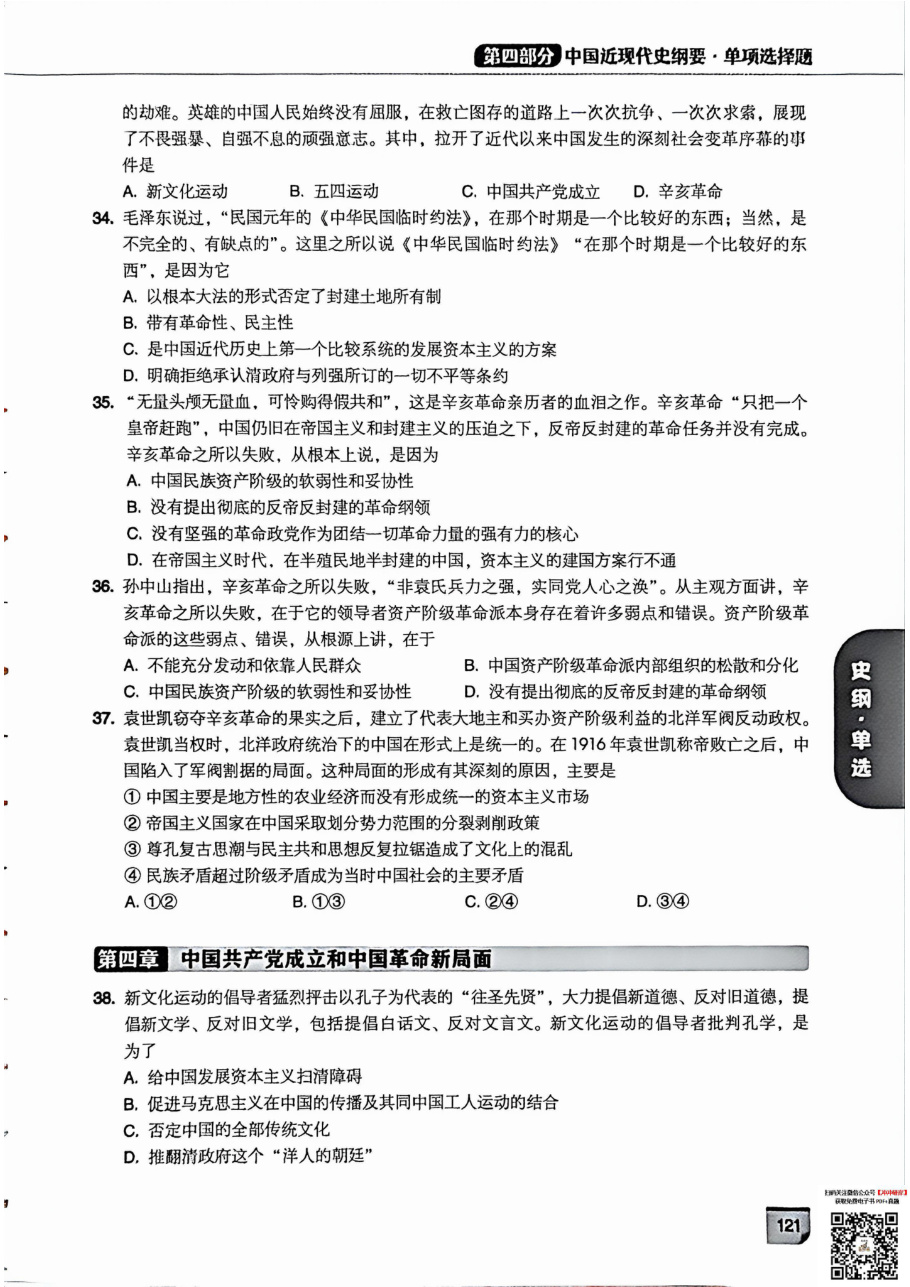 第四部分 中国近现代史纲要·单项选择题
的劫难。英雄的中国人民始终没有屈服，在救亡图存的道路上一次次抗争、一次次求索，展现
了不畏强暴、自强不息的顽强意志。其中，拉开了近代以来中国发生的深刻社会变革序幕的事
件是
A. 新文化运动 B. 五四运动 C. 中国共产党成立 D. 辛亥革命
34. 毛泽东说过，“民国元年的《中华民国临时约法》，在那个时期是一个比较好的东西；当然，是
不完全的、有缺点的”。这里之所以说《中华民国临时约法》“在那个时期是一个比较好的东
西”，是因为它
A. 以根本大法的形式否定了封建土地所有制
B. 带有革命性、民主性
C. 是中国近代历史上第一个比较系统的发展资本主义的方案
D. 明确拒绝承认清政府与列强所订的一切不平等条约
35. “无量头颅无量血，可怜购得假共和”，这是辛亥革命亲历者的血泪之作。辛亥革命“只把一个
皇帝赶跑”，中国仍旧在帝国主义和封建主义的压迫之下，反帝反封建的革命任务并没有完成。
辛亥革命之所以失败，从根本上说，是因为
A. 中国民族资产阶级的软弱性和妥协性
B. 没有提出彻底的反帝反封建的革命纲领
C. 没有坚强的革命政党作为团结一切革命力量的强有力的核心
D. 在帝国主义时代，在半殖民地半封建的中国，资本主义的建国方案行不通
36. 孙中山指出，辛亥革命之所以失败，“非袁氏兵力之强，实同党人心之涣”。从主观方面讲，辛
亥革命之所以失败，在于它的领导者资产阶级革命派本身存在着许多弱点和错误。资产阶级革
命派的这些弱点、错误，从根源上讲，在于
A. 不能充分发动和依靠人民群众 B. 中国资产阶级革命派内部组织的松散和分化
C. 中国民族资产阶级的软弱性和妥协性 D. 没有提出彻底的反帝反封建的革命纲领
37. 袁世凯窃夺辛亥革命的果实之后，建立了代表大地主和买办资产阶级利益的北洋军阀反动政权。
袁世凯当权时，北洋政府统治下的中国在形式上是统一的。在 1916 年袁世凯称帝败亡之后，中
国陷入了军阀割据的局面。这种局面的形成有其深刻的原因，主要是
① 中国主要是地方性的农业经济而没有形成统一的资本主义市场
② 帝国主义国家在中国采取划分势力范围的分裂剥削政策
③ 尊孔复古思潮与民主共和思想反复拉锯造成了文化上的混乱
④ 民族矛盾超过阶级矛盾成为当时中国社会的主要矛盾
A. ①② B. ①③ C. ②④ D. ③④
史纲·单选
第四章 中国共产党成立和中国革命新局面
38. 新文化运动的倡导者猛烈抨击以孔子为代表的“往圣先贤”，大力提倡新道德、反对旧道德，提
倡新文学、反对旧文学，包括提倡白话文、反对文言文。新文化运动的倡导者批判孔学，是
为了
A. 给中国发展资本主义扫清障碍
B. 促进马克思主义在中国的传播及其同中国工人运动的结合
C. 否定中国的全部传统文化
D. 推翻清政府这个“洋人的朝廷”
扫码关注微信公众号【冲冲研官】
获取免费电子书PDF+真题
121